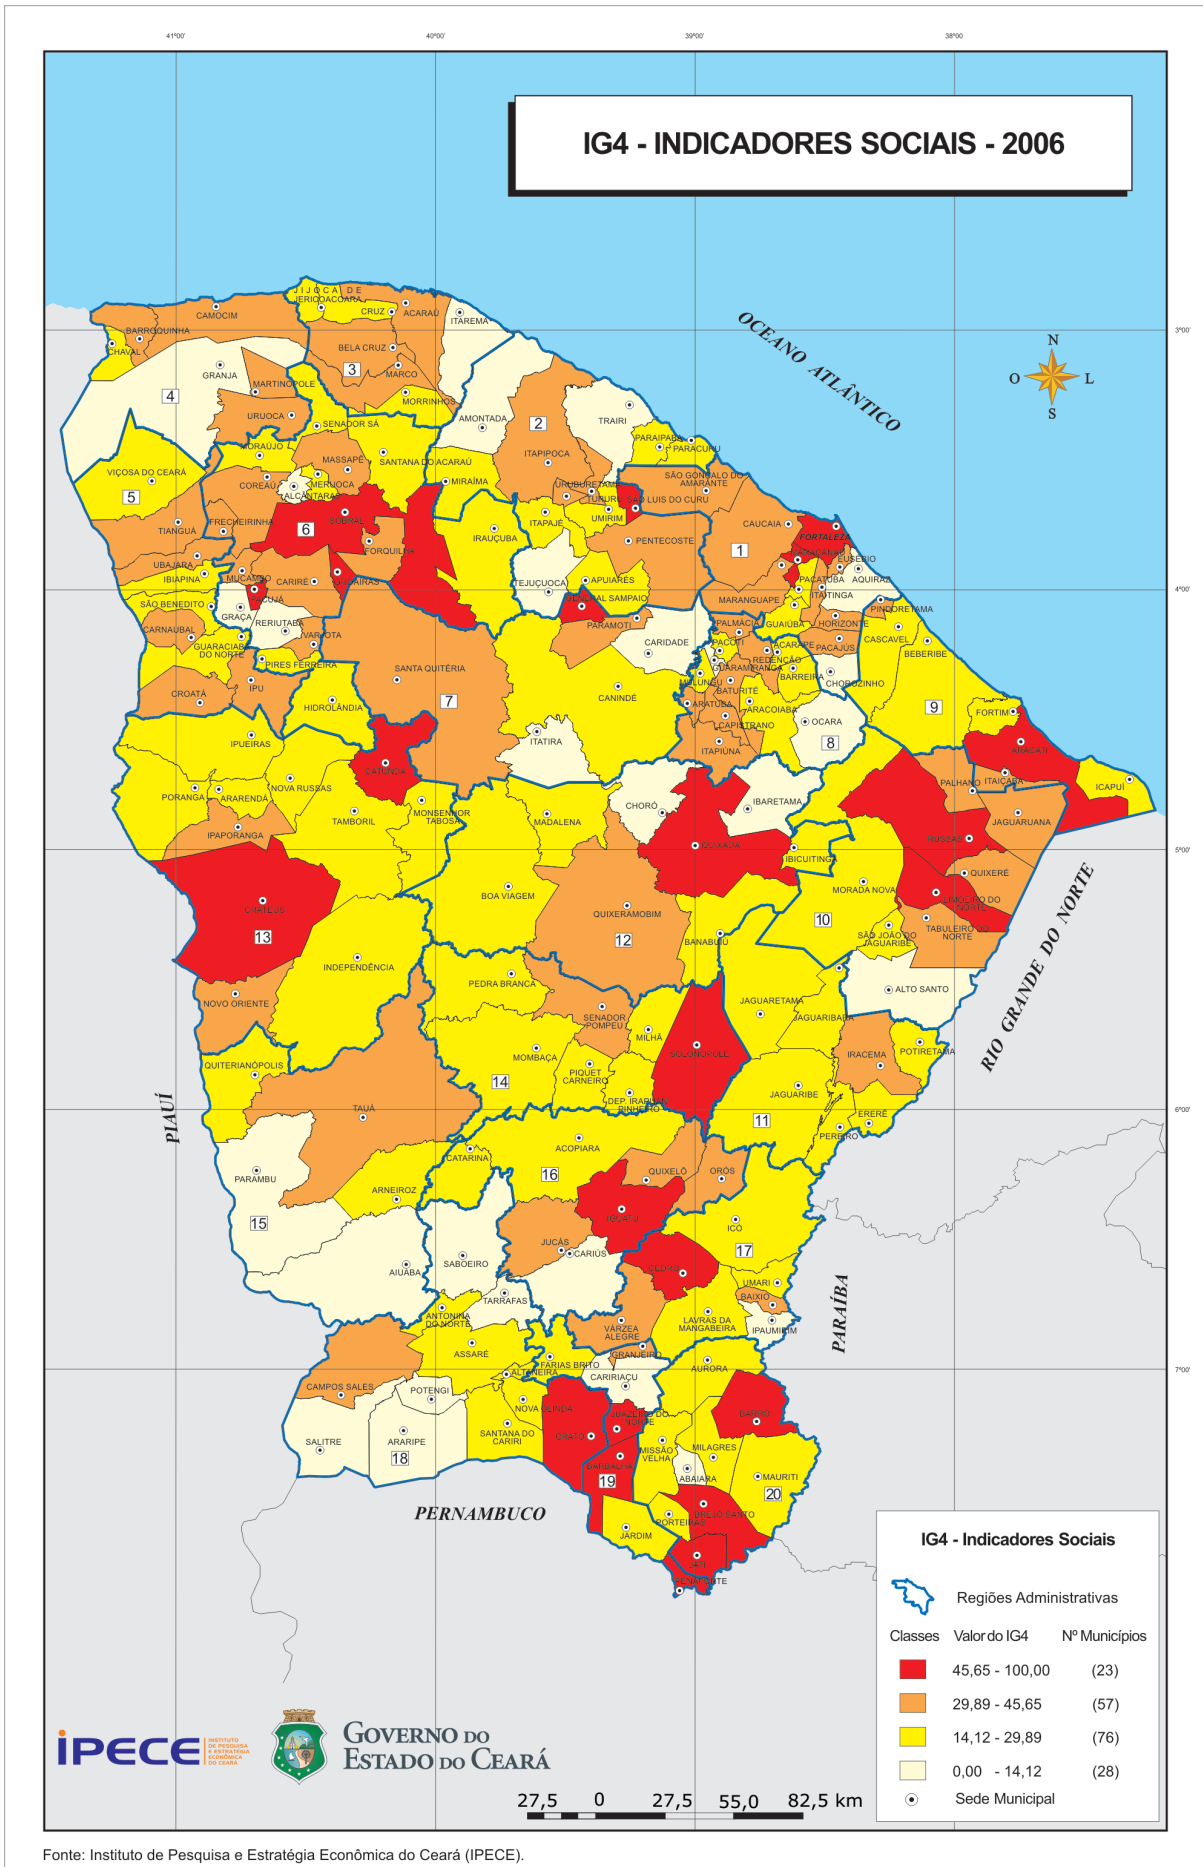 41°00'
40°00'
39°00'
38°00'
IG4 - INDICADORES SOCIAIS - 2006
OCEANO ATLÂNTICO
N
O
L
S
3°00'
4°00'
5°00'
6°00'
7°00'
JIJOCA DE
JERICOACOARA
CAMOCIM
CRUZ
ACARAÚ
ITAREMA
BARROQUINHA
CHAVAL
BELA CRUZ
GRANJA
3
MARCO
MARTINÓPOLE
4
MORRINHOS
URUOCA
SENADOR SÁ
AMONTADA
2
TRAIRI
PARAIPABA
PARACURU
MORAÚJO
MASSAPÊ
SANTANA DO ACARAÚ
ITAPIPOCA
VIÇOSA DO CEARÁ
5
COREAÚ
MERUOCA
ALCÂNTARAS
MIRAÍMA
URUBURETAMA
TURURU
SÃO LUIS DO CURU
SÃO GONÇALO DO
AMARANTE
TIANGUÁ
FRECHEIRINHA
6
SOBRAL
FORQUILHA
IRAUÇUBA
ITAPAJÉ
UMIRIM
PENTECOSTE
CAUCAIA
1
FORTALEZA
MARACANAÚ
EUSÉBIO
AQUIRAZ
UBAJARA
IBIAPINA
MUCAMBO
PACUJÁ
CARIRÉ
GROAÍRAS
TEJUÇUOCA
APUIARÉS
GENERAL SAMPAIO
PACATUBA
ITAITINGA
MARANGUAPE
PINDORETAMA
SÃO BENEDITO
GRAÇA
RERIUTABA
VARJOTA
PARAMOTI
CARIDADE
PALMÁCIA
GUAIÚBA
HORIZONTE
PACAJÚS
CASCAVEL
BEBERIBE
CARNAUBAL
GUARACIABA
DO NORTE
PIRES FERREIRA
PACOTI
ACARAPE
REDENÇÃO
GUARAMIRANGA
BARREIRA
CHOROZINHO
MULUNGU
CROATÁ
IPU
HIDROLÂNDIA
SANTA QUITÉRIA
7
CANINDÉ
BATURITÉ
ARATUBA
ARACOIABA
CAPISTRANO
ITAPIÚNA
OCARA
8
9
FORTIM
ARACATI
IPUEIRAS
ITATIRA
CATUNDA
PORANGA
ARARENDÁ
NOVA RUSSAS
MONSENHOR
TABOSA
TAMBORIL
IPAPORANGA
MADALENA
CHORÓ
IBARETAMA
PALHANO
ITAIÇABA
ICAPUÍ
JAGUARUANA
QUIXADÁ
IBICUITINGA
RUSSAS
QUIXERÉ
CRATEÚS
13
BOA VIAGEM
QUIXERAMOBIM
12
BANABUIÚ
MORADA NOVA
10
LIMOEIRO DO
NORTE
TABULEIRO DO
NORTE
SÃO JOÃO DO
JAGUARIBE
INDEPENDÊNCIA
NOVO ORIENTE
PEDRA BRANCA
SENADOR
POMPEU
MILHÃ
SOLONÓPOLE
JAGUARETAMA
JAGUARIBARA
ALTO SANTO
IRACEMA
POTIRETAMA
QUITERIANÓPOLIS
MOMBAÇA
14
PIQUET
CARNEIRO
DEP. IRAPUAN
PINHEIRO
JAGUARIBE
11
ERERÊ
PEREIRO
RIO GRANDE DO NORTE
PIAUÍ
TAUÁ
ACOPIARA
16
CATARINA
PARAMBU
15
ARNEIROZ
QUIXELÔ
ORÓS
IGUATU
ICÓ
17
AIUABA
SABOEIRO
JUCÁS
CARIÚS
CEDRO
UMARI
BAIXIO
IPAUMIRIM
TARRAFAS
ANTONINA
DO NORTE
ASSARÉ
VÁRZEA
ALEGRE
GRANJEIRO
LAVRAS DA
MANGABEIRA
PARAÍBA
CAMPOS SALES
POTENGI
ALTANEIRA
FARIAS BRITO
CARIRIAÇU
AURORA
SALITRE
ARARIPE
18
NOVA OLINDA
SANTANA DO
CARIRI
CRATO
JUAZEIRO DO
NORTE
BARBALHA
19
MISSÃO
VELHA
MILAGRES
ABAIARA
BARRO
MAURITI
20
PERNAMBUCO
JARDIM
PORTEIRAS
BREJO SANTO
JATI
PENAFORTE
IG4 - Indicadores Sociais
Regiões Administrativas
Classes Valor do IG4 Nº Municípios
45,65 - 100,00 (23)
29,89 - 45,65 (57)
14,12 - 29,89 (76)
0,00 - 14,12 (28)
Sede Municipal
iPECE
INSTITUTO
DE PESQUISA
E ESTRATÉGIA
ECONÔMICA
DO CEARÁ
GOVERNO DO
ESTADO DO CEARÁ
27,5 0 27,5 55,0 82,5 km
Fonte: Instituto de Pesquisa e Estratégia Econômica do Ceará (IPECE).